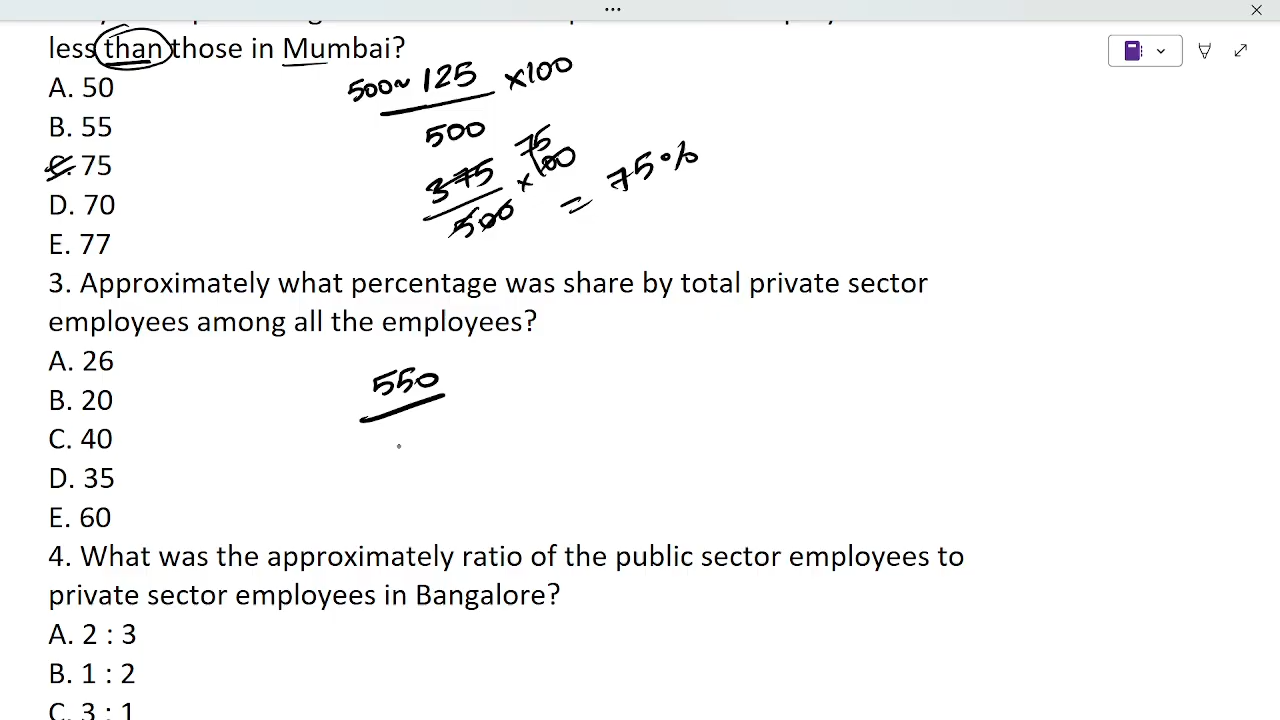 less than those in Mumbai?
A. 50
B. 55
C. 75
D. 70
E. 77
500~ 125 ×100
500
375 75
500 × 100 = 75%
3. Approximately what percentage was share by total private sector
employees among all the employees?
A. 26
B. 20
C. 40
D. 35
E. 60
550
4. What was the approximately ratio of the public sector employees to
private sector employees in Bangalore?
A. 2 : 3
B. 1 : 2
C. 3 : 1